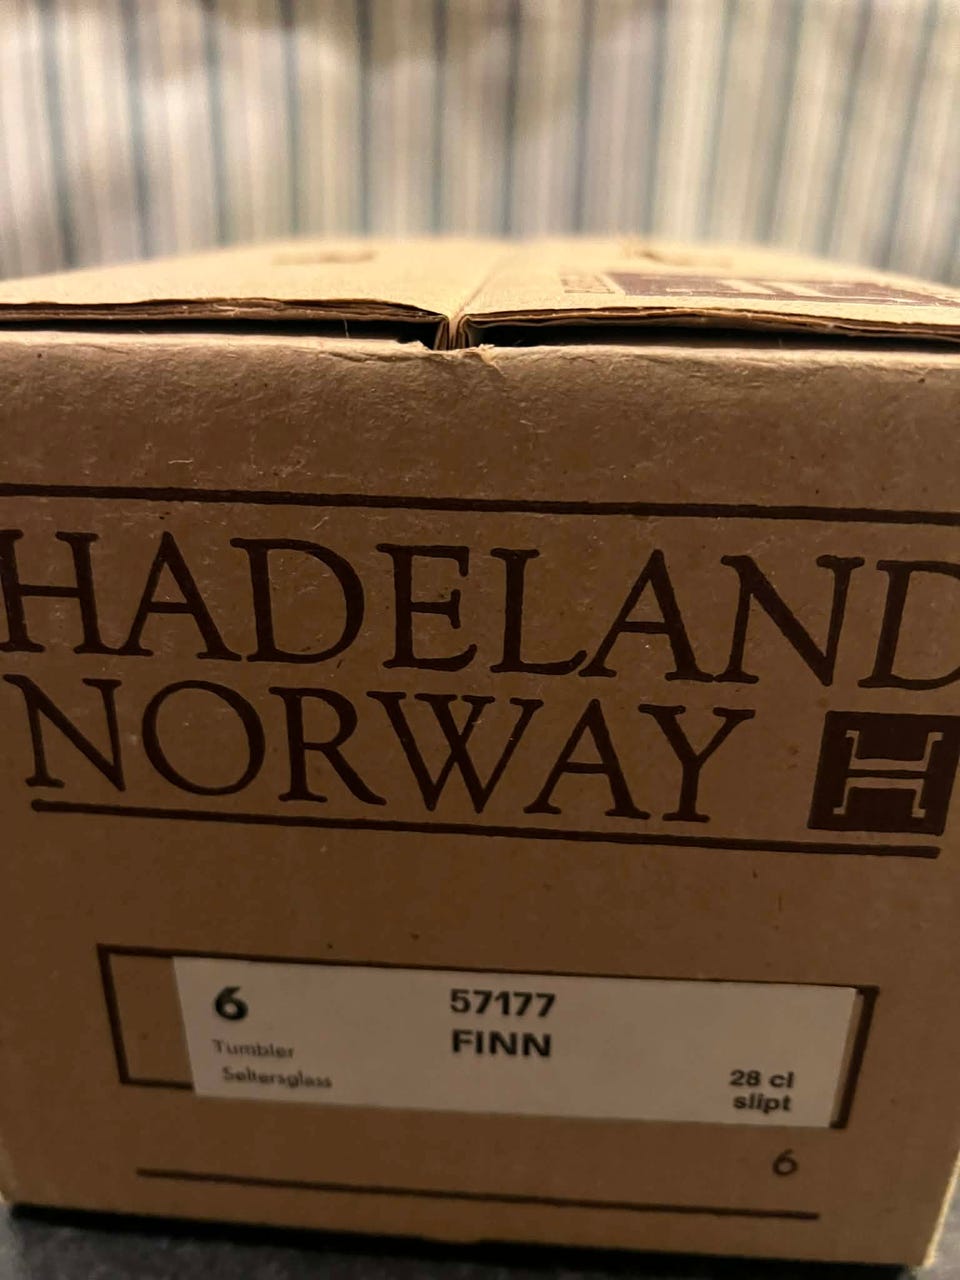 HADELAND
NORWAY H
6 57177
FINN
Tumbler
Seltersglass
28 cl
slipt
6